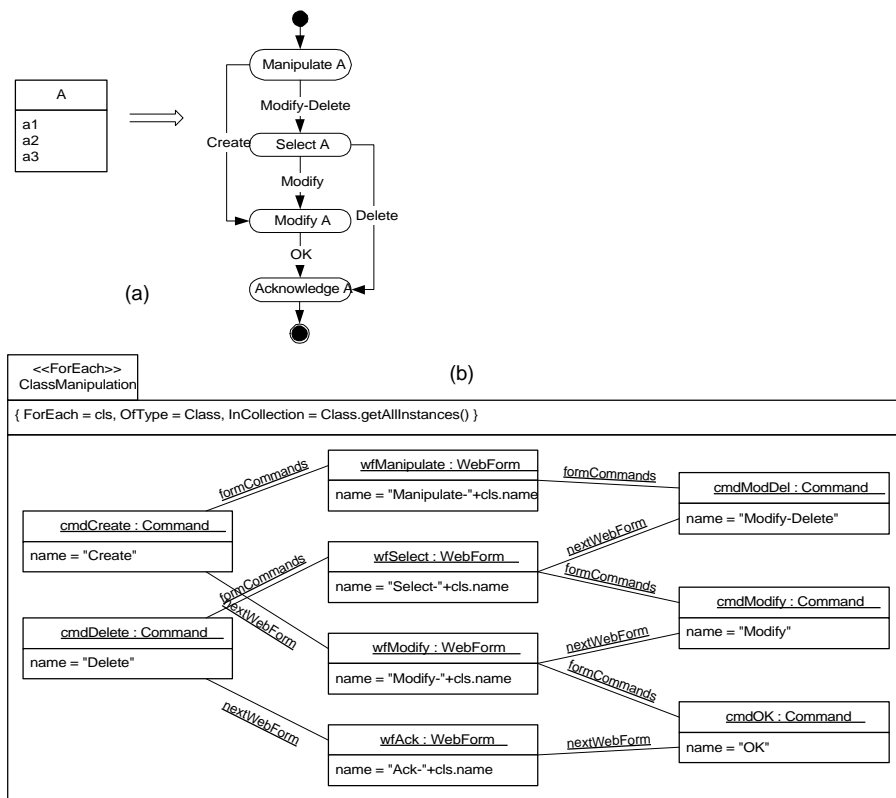 Manipulate A
A
a1
a2
a3
Modify-Delete
Create
Select A
Modify
Delete
Modify A
OK
Acknowledge A
(a)
(b)
<<ForEach>>
ClassManipulation
{ ForEach = cls, OfType = Class, InCollection = Class.getAllInstances() }
wfManipulate : WebForm
name = "Manipulate-"+cls.name
formCommands
formCommands
cmdModDel : Command
name = "Modify-Delete"
cmdCreate : Command
name = "Create"
wfSelect : WebForm
name = "Select-"+cls.name
formCommands
nextWebForm
nextWebForm
formCommands
cmdModify : Command
name = "Modify"
cmdDelete : Command
name = "Delete"
wfModify : WebForm
name = "Modify-"+cls.name
nextWebForm
formCommands
cmdOK : Command
name = "OK"
nextWebForm
wfAck : WebForm
name = "Ack-"+cls.name
nextWebForm